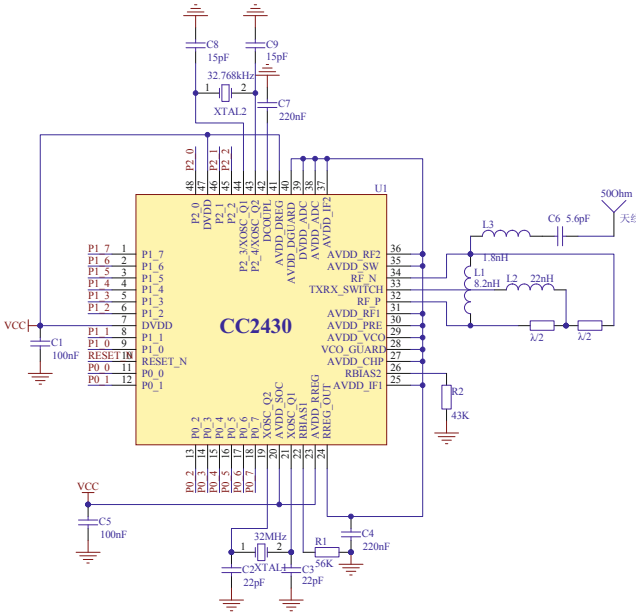 C8
15pF
C9
15pF
32.768kHz
1 2
XTAL2
C7
220nF
P2_0
P2_1
P2_2
48 47 46 45 44 43 42 41 40 39 38 37
U1
P2_0
DVDD
P2_1
P2_2
P2_3/XOSC_Q1
P2_4/XOSC_Q2
DCOUPL
AVDD_DREG
AVDD_DGUARD
DVDD_ADC
AVDD_ADC
AVDD_IF2
50Ohm
天线
C6 5.6pF
L3
1.8nH
L1
8.2nH
L2 22nH
λ/2
λ/2
P1_7 1 P1_7
P1_6 2 P1_6
P1_5 3 P1_5
P1_4 4 P1_4
P1_3 5 P1_3
P1_2 6 P1_2
VCC 7 DVDD
P1_1 8 P1_1
P1_0 9 P1_0
RESET_N 10 RESET_N
P0_0 11 P0_0
P0_1 12 P0_1
C1
100nF
CC2430
AVDD_RF2 36
AVDD_SW 35
RF_N 34
TXRX_SWITCH 33
RF_P 32
AVDD_RF1 31
AVDD_PRE 30
AVDD_VCO 29
VCO_GUARD 28
AVDD_CHP 27
RBIAS2 26
AVDD_IF1 25
R2
43K
P0_2
P0_3
P0_4
P0_5
P0_6
P0_7
XOSC_Q2
AVDD_SOC
XOSC_Q1
RBIAS1
AVDD_RREG
RREG_OUT
13 14 15 16 17 18 19 20 21 22 23 24
P0_2
P0_3
P0_4
P0_5
P0_6
P0_7
VCC
C5
100nF
32MHz
1 2
XTAL1
C2
22pF
C3
22pF
R1
56K
C4
220nF